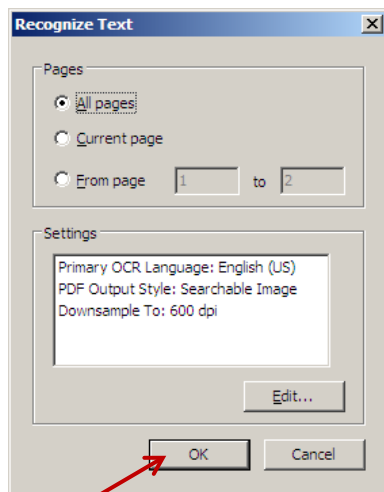 Recognize Text
Pages
All pages
Current page
From page 1 to 2
Settings
Primary OCR Language: English (US)
PDF Output Style: Searchable Image
Downsample To: 600 dpi
Edit...
OK Cancel